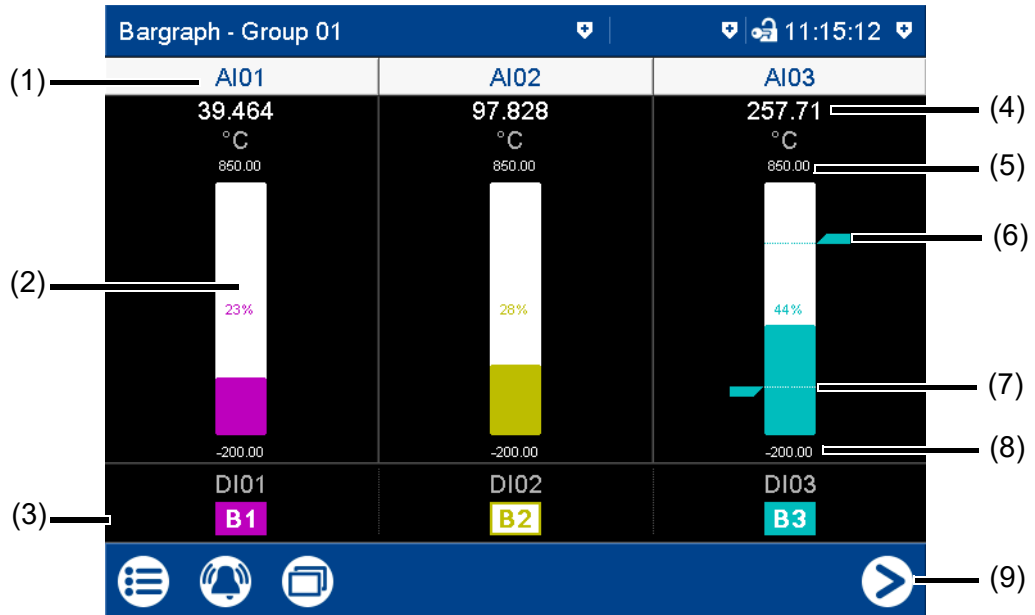 Bargraph - Group 01 11:15:12
(1) AI01 AI02 AI03
39.464 97.828 257.71 (4)
°C °C °C
850.00 850.00 850.00 (5)
(6)
(2)
23% 28% 44%
(7)
-200.00 -200.00 -200.00 (8)
DI01 DI02 DI03
(3) B1 B2 B3
(9)